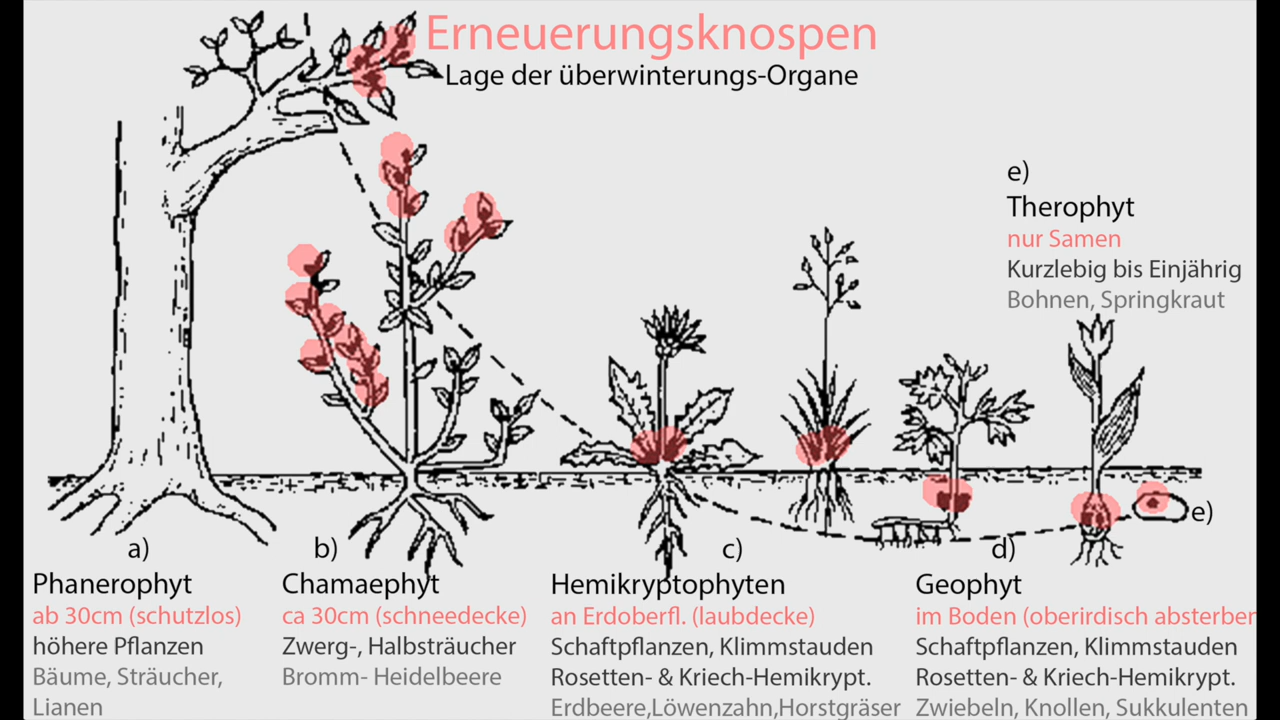 Erneuerungsknospen
Lage der überwinterungs-Organe
e)
Therophyt
nur Samen
Kurzlebig bis Einjährig
Bohnen, Springkraut
e)
a)
Phanerophyt
ab 30cm (schutzlos)
höhere Pflanzen
Bäume, Sträucher,
Lianen
b)
Chamaephyt
ca 30cm (schneedecke)
Zwerg-, Halbsträucher
Bromm- Heidelbeere
c)
Hemikryptophyten
an Erdoberfl. (laubdecke)
Schaftpflanzen, Klimmstauden
Rosetten- & Kriech-Hemikrypt.
Erdbeere,Löwenzahn,Horstgräser
d)
Geophyt
im Boden (oberirdisch absterber
Schaftpflanzen, Klimmstauden
Rosetten- & Kriech-Hemikrypt.
Zwiebeln, Knollen, Sukkulenten